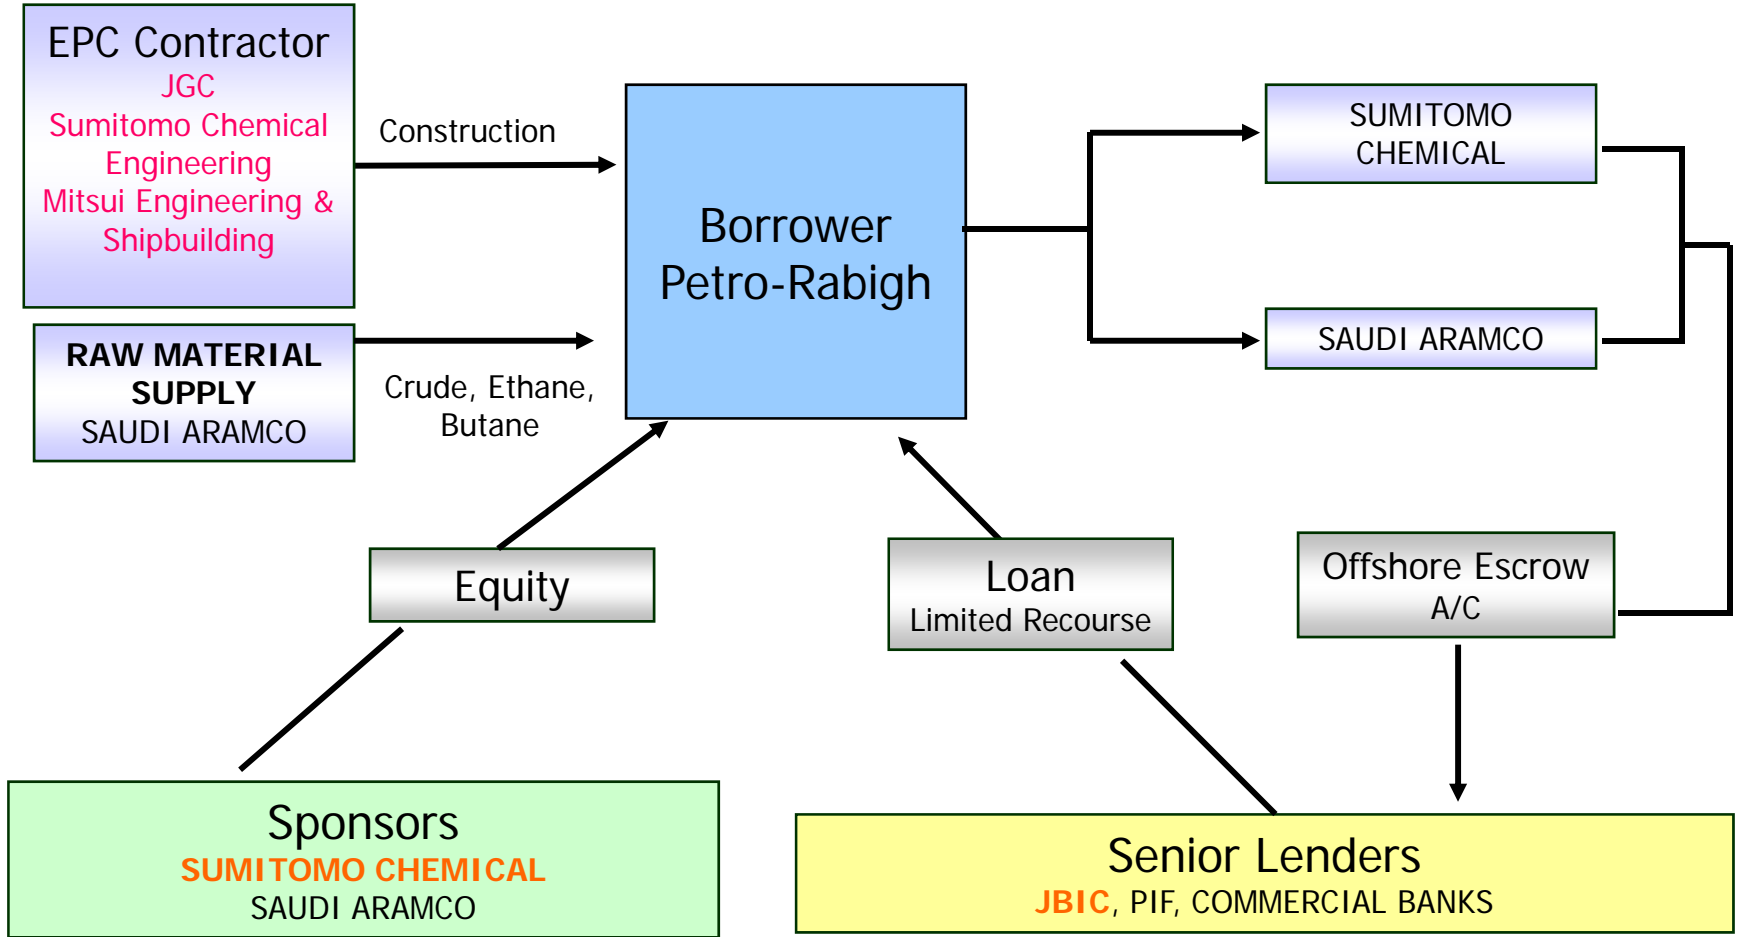 EPC Contractor
JGC
Sumitomo Chemical
Engineering
Mitsui Engineering &
Shipbuilding
Construction
RAW MATERIAL
SUPPLY
SAUDI ARAMCO
Crude, Ethane,
Butane
Borrower
Petro-Rabigh
SUMITOMO
CHEMICAL
SAUDI ARAMCO
Equity
Loan
Limited Recourse
Offshore Escrow
A/C
Sponsors
SUMITOMO CHEMICAL
SAUDI ARAMCO
Senior Lenders
JBIC, PIF, COMMERCIAL BANKS